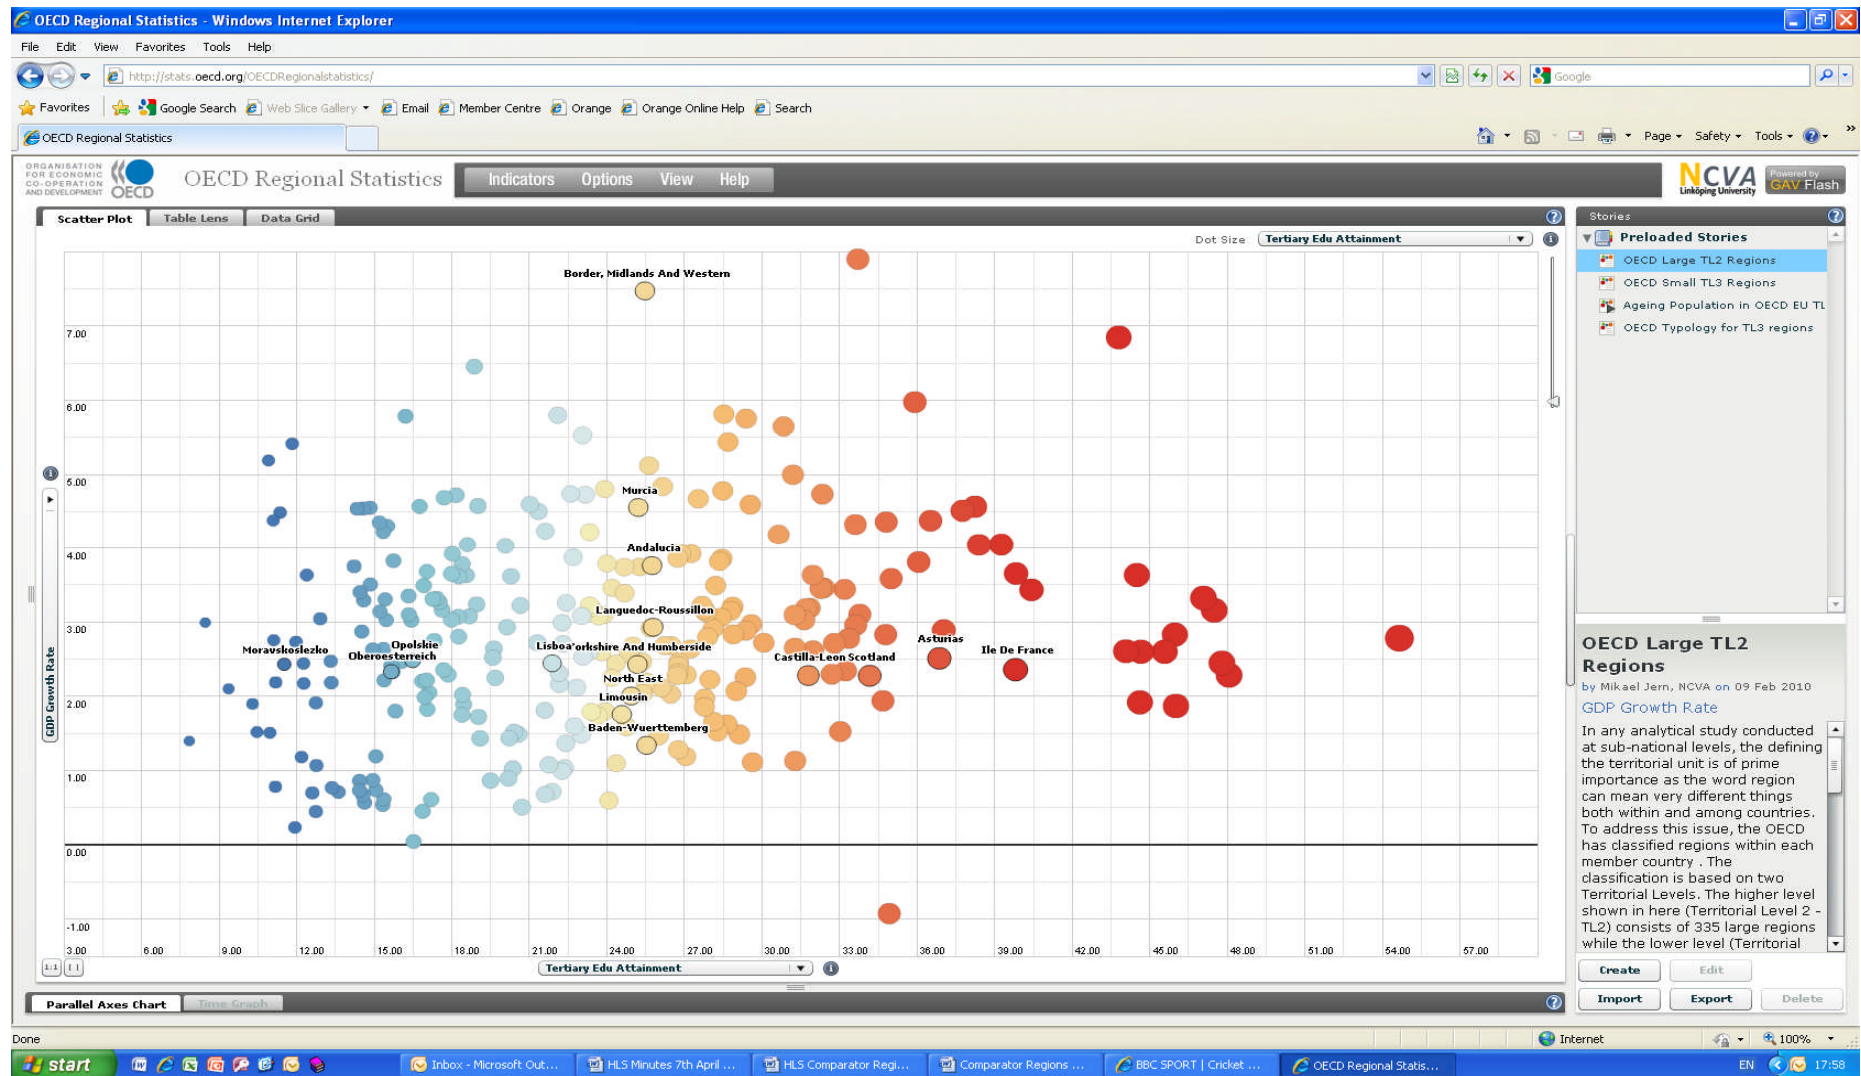 OECD Regional Statistics - Windows Internet Explorer
File Edit View Favorites Tools Help
http://stats.oecd.org/OECDRegionalstatistics/
Google
Favorites Google Search Web Slice Gallery Email Member Centre Orange Orange Online Help Search
OECD Regional Statistics
Page Safety Tools
ORGANISATION
FOR ECONOMIC
CO-OPERATION
AND DEVELOPMENT
OECD
OECD Regional Statistics
Indicators Options View Help
NCVA
Linköping University
Powered by
GAV Flash
Scatter Plot Table Lens Data Grid
Dot Size Tertiary Edu Attainment
Border, Midlands And Western
7.00
6.00
5.00
Murcia
4.00
Andalucia
Languedoc-Roussillon
3.00
Moravskoslezko
Opolskie
Oberoesterreich
Lisboa
'orkshire And Humberside
Castilla-Leon Scotland
Asturias
Ile De France
North East
Limousin
2.00
Baden-Wuerttemberg
1.00
0.00
-1.00
GDP Growth Rate
3.00 6.00 9.00 12.00 15.00 18.00 21.00 24.00 27.00 30.00 33.00 36.00 39.00 42.00 45.00 48.00 51.00 54.00 57.00
1:1
Tertiary Edu Attainment
Parallel Axes Chart Time Graph
Stories
Preloaded Stories
OECD Large TL2 Regions
OECD Small TL3 Regions
Ageing Population in OECD EU TL
OECD Typology for TL3 regions
OECD Large TL2
Regions
by Mikael Jern, NCVA on 09 Feb 2010
GDP Growth Rate
In any analytical study conducted
at sub-national levels, the defining
the territorial unit is of prime
importance as the word region
can mean very different things
both within and among countries.
To address this issue, the OECD
has classified regions within each
member country . The
classification is based on two
Territorial Levels. The higher level
shown in here (Territorial Level 2 -
TL2) consists of 335 large regions
while the lower level (Territorial
Create Edit
Import Export Delete
Done
Internet
100%
start
Inbox - Microsoft Out...
HLS Minutes 7th April ...
HLS Comparator Regi...
Comparator Regions ...
BBC SPORT | Cricket ...
OECD Regional Statis...
EN
17:58